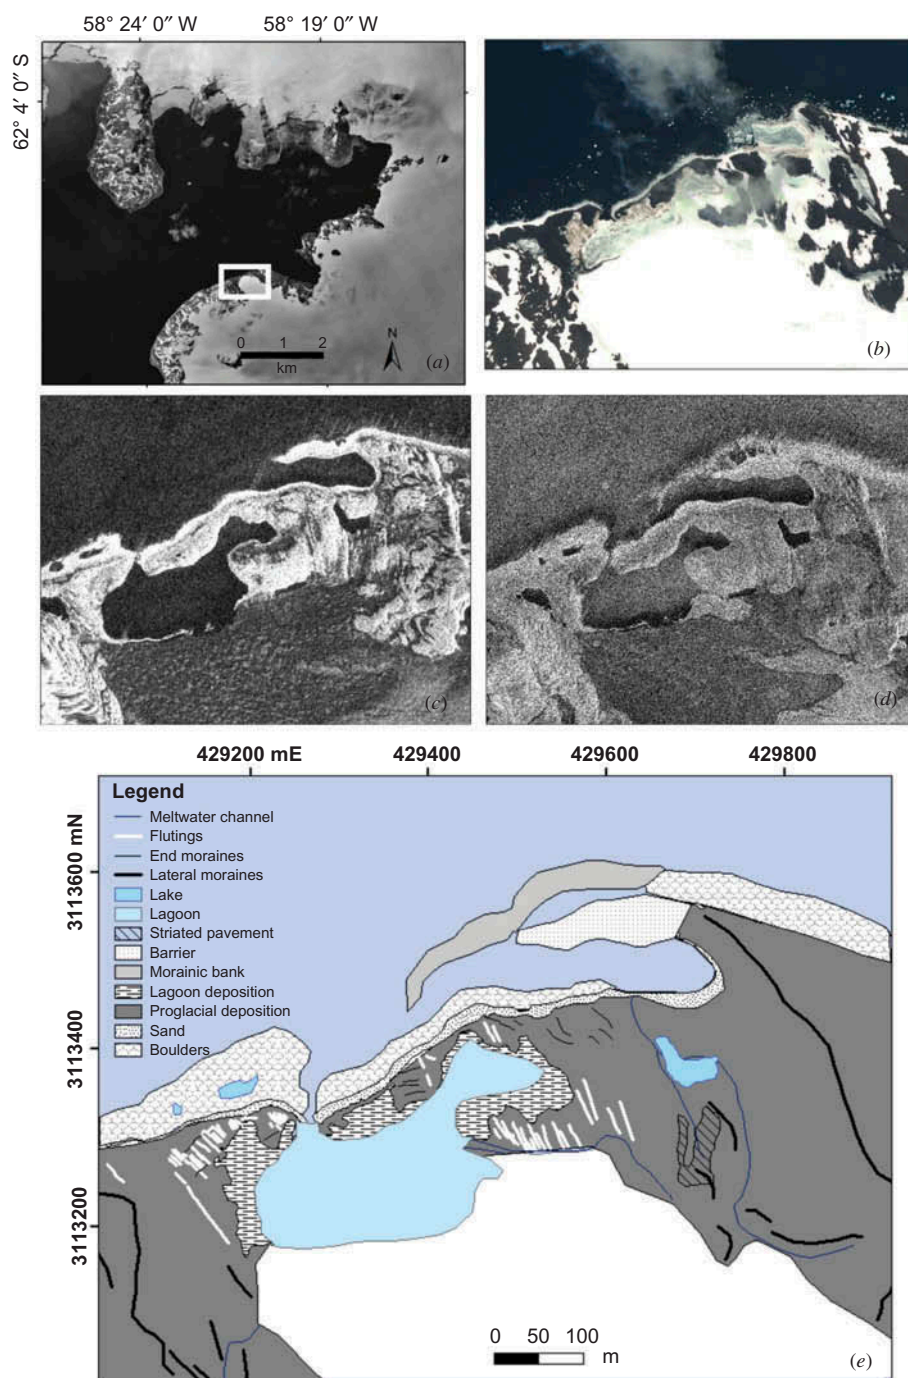 58° 24′ 0″ W 58° 19′ 0″ W
62° 4′ 0″ S
0 1 2
km
N
(a)
(b)
(c)
(d)
429200 mE 429400 429600 429800
3113600 mN
3113400
3113200
Legend
Meltwater channel
Flutings
End moraines
Lateral moraines
Lake
Lagoon
Striated pavement
Barrier
Morainic bank
Lagoon deposition
Proglacial deposition
Sand
Boulders
0 50 100
m
(e)